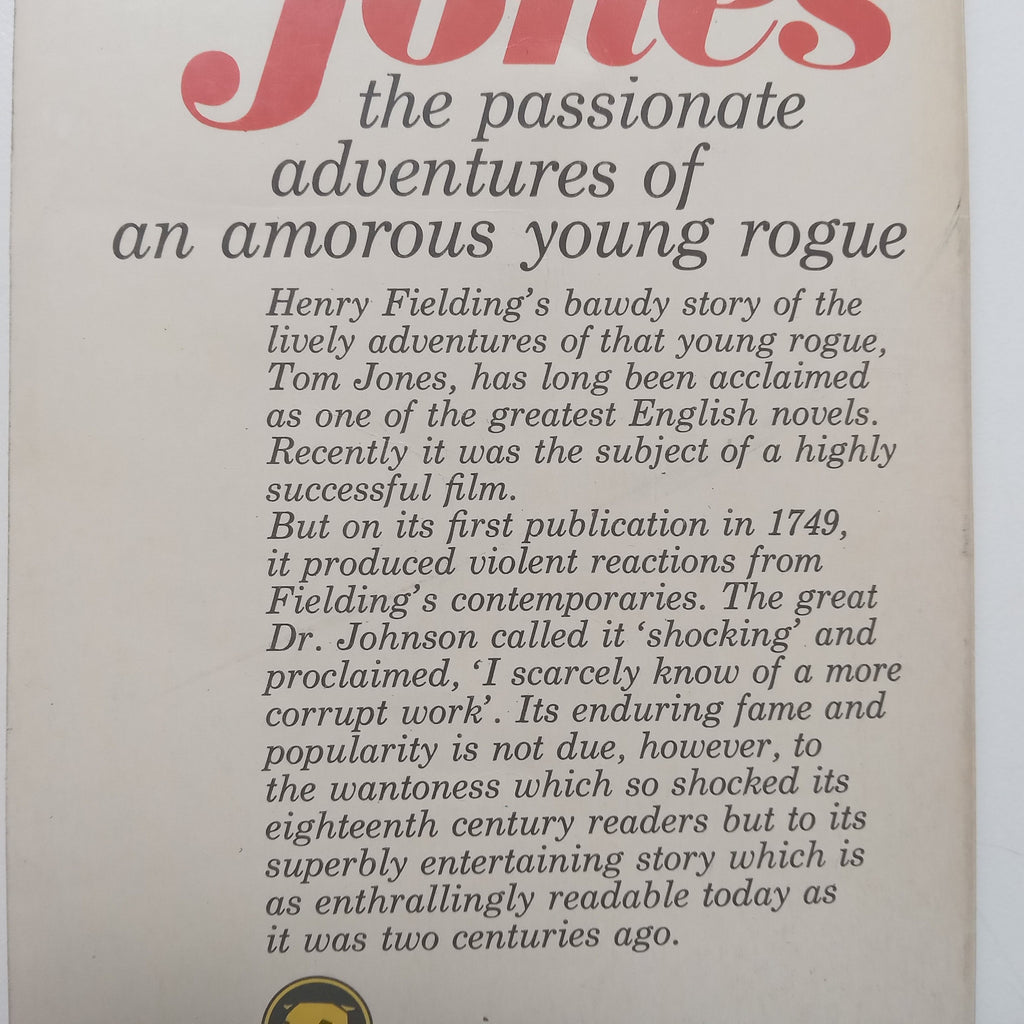 Jones
the passionate
adventures of
an amorous young rogue
Henry Fielding's bawdy story of the
lively adventures of that young rogue,
Tom Jones, has long been acclaimed
as one of the greatest English novels.
Recently it was the subject of a highly
successful film.
But on its first publication in 1749,
it produced violent reactions from
Fielding's contemporaries. The great
Dr. Johnson called it 'shocking' and
proclaimed, 'I scarcely know of a more
corrupt work'. Its enduring fame and
popularity is not due, however, to
the wantoness which so shocked its
eighteenth century readers but to its
superbly entertaining story which is
as enthrallingly readable today as
it was two centuries ago.